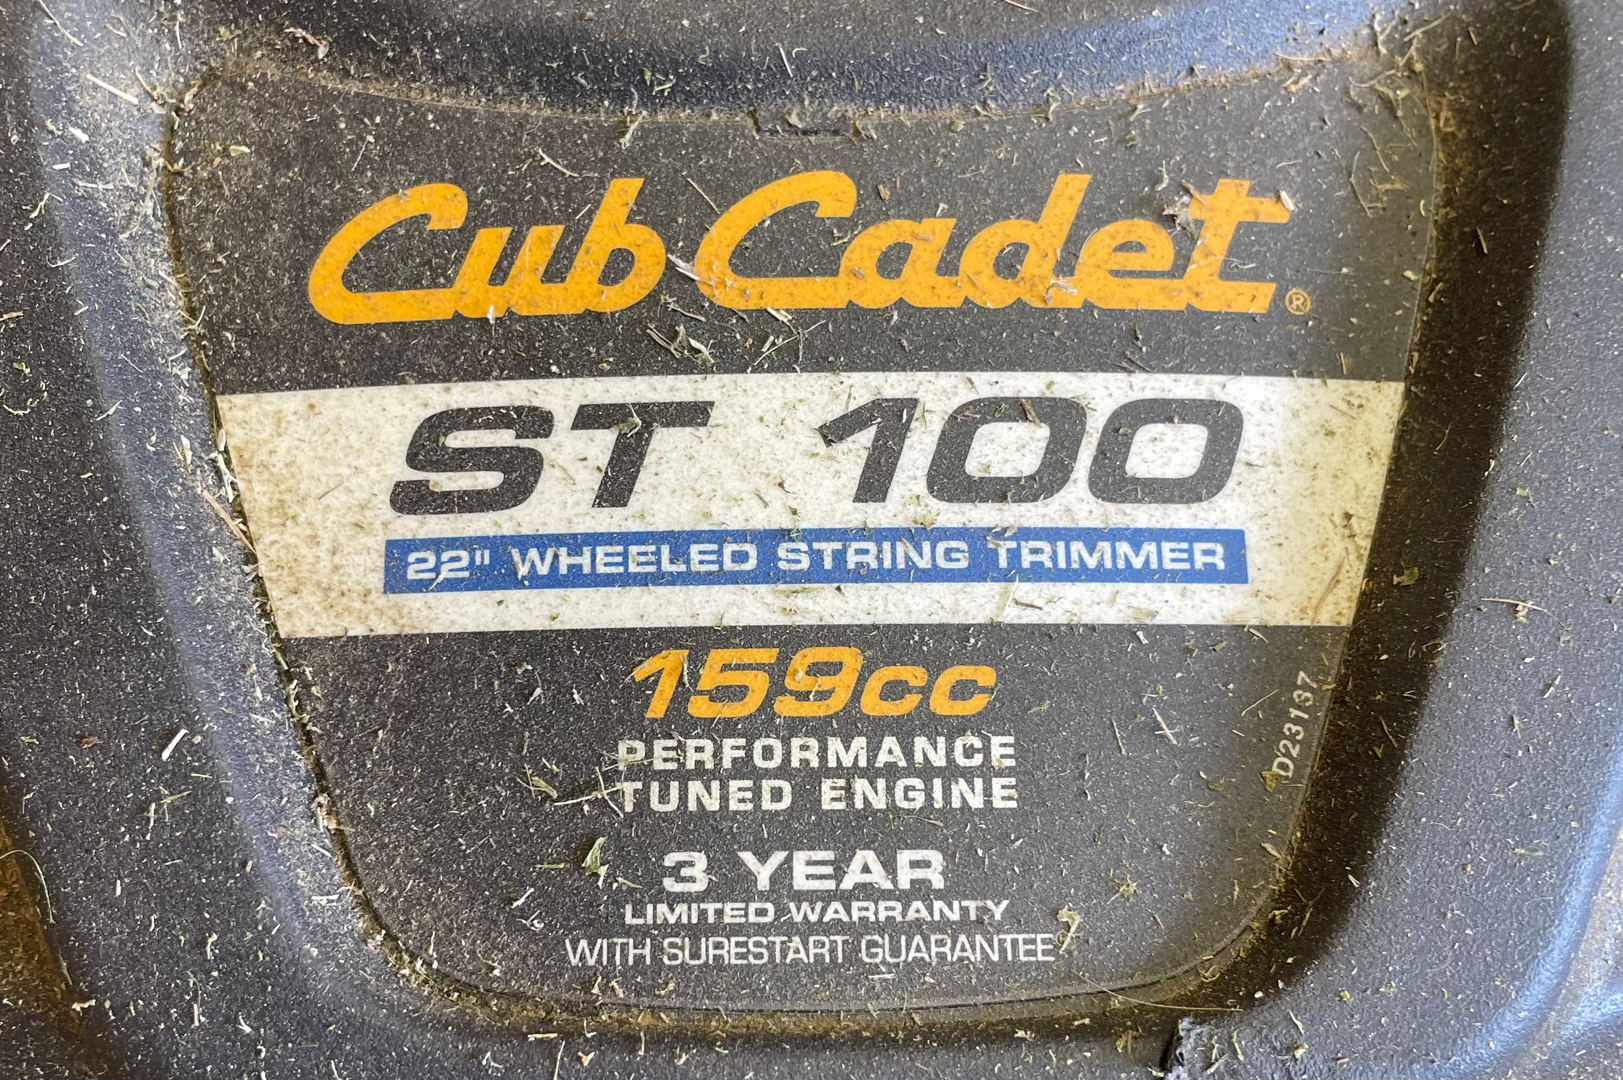 Cub Cadet®
ST 100
22" WHEELED STRING TRIMMER
159cc
PERFORMANCE
TUNED ENGINE
3 YEAR
LIMITED WARRANTY
WITH SURESTART GUARANTEE
D23137